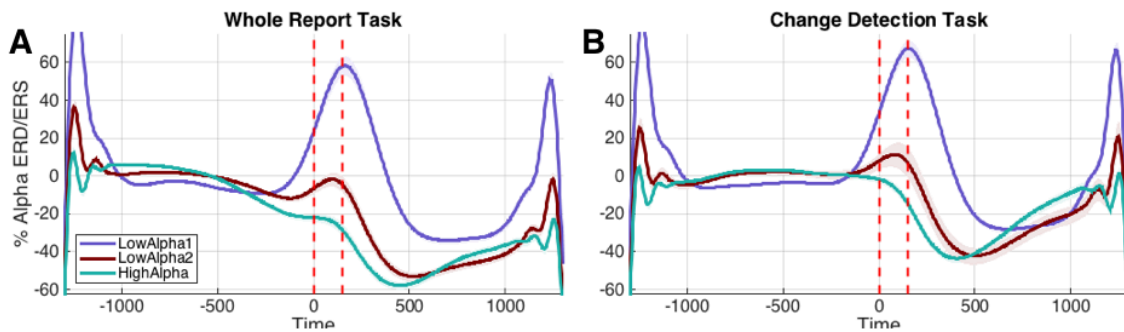 A
Whole Report Task
% Alpha ERD/ERS
60
40
20
0
-20
-40
-60
LowAlpha1
LowAlpha2
HighAlpha
-1000
-500
0
500
1000
Time
B
Change Detection Task
60
40
20
0
-20
-40
-60
-1000
-500
0
500
1000
Time